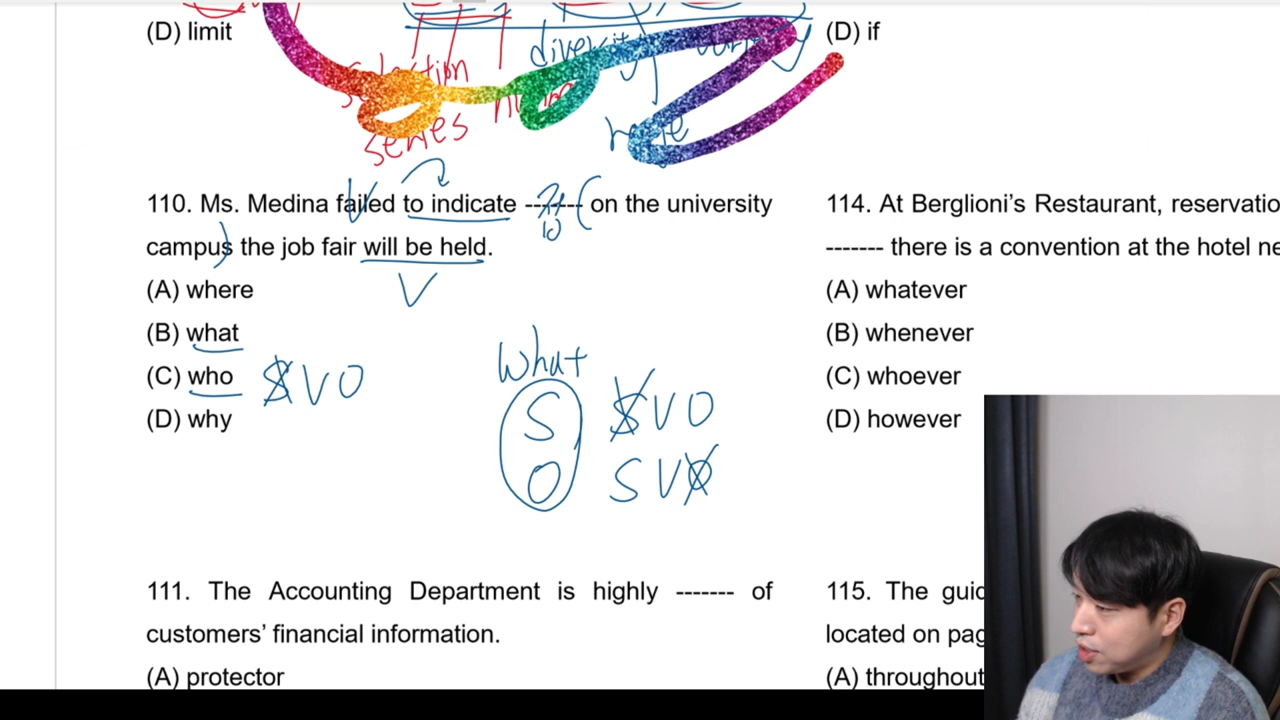 (D) limit
(D) if
diversity
selection
series
110. Ms. Medina failed to indicate ------- on the university
campus the job fair will be held.
V
V
(A) where
(B) what
(C) who
(D) why
S V O
What
S
O
S V O
S V O
114. At Berglioni's Restaurant, reservatio
------- there is a convention at the hotel ne
(A) whatever
(B) whenever
(C) whoever
(D) however
111. The Accounting Department is highly ------- of
customers' financial information.
(A) protector
115. The guid
located on pag
(A) throughout